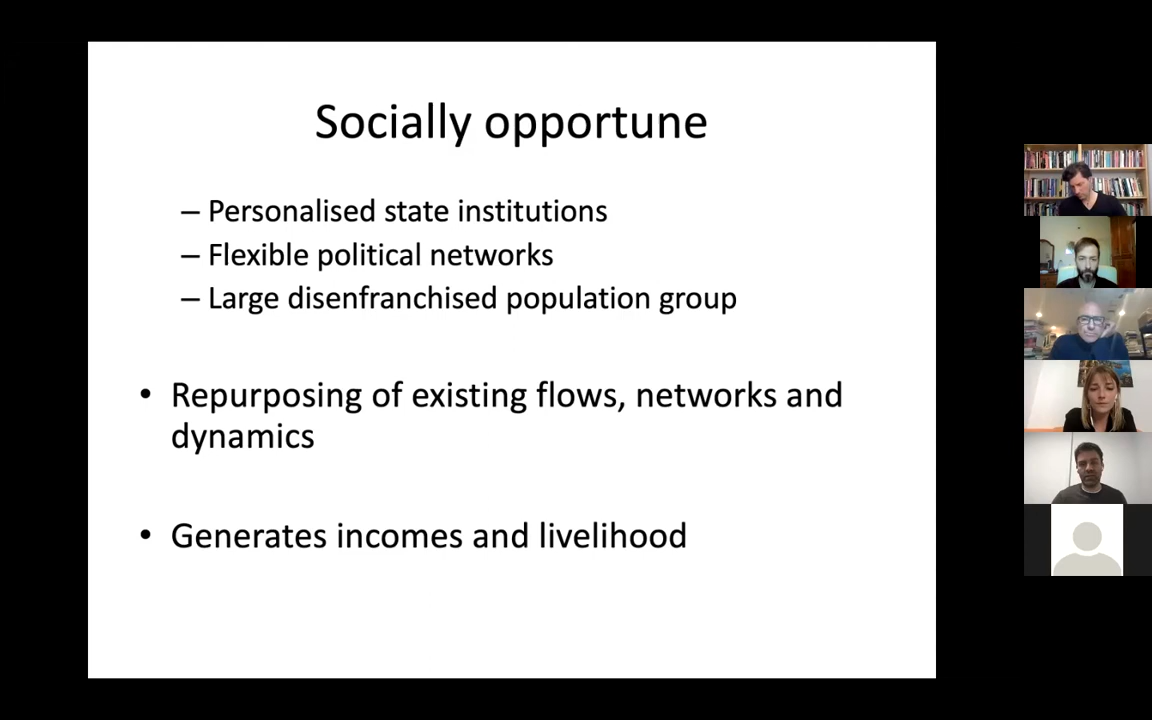 Socially opportune
– Personalised state institutions
– Flexible political networks
– Large disenfranchised population group
• Repurposing of existing flows, networks and
dynamics
• Generates incomes and livelihood